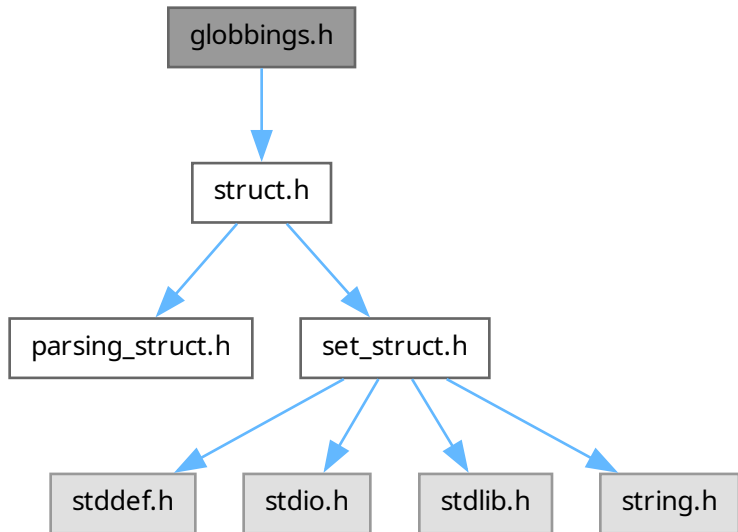 globbings.h
struct.h
parsing_struct.h
set_struct.h
stddef.h
stdio.h
stdlib.h
string.h